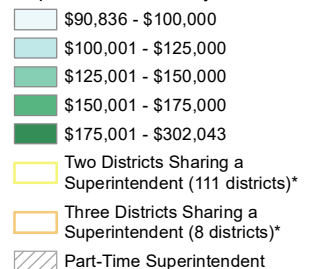 $90,836 - $100,000
$100,001 - $125,000
$125,001 - $150,000
$150,001 - $175,000
$175,001 - $302,043
Two Districts Sharing a
Superintendent (111 districts)*
Three Districts Sharing a
Superintendent (8 districts)*
Part-Time Superintendent